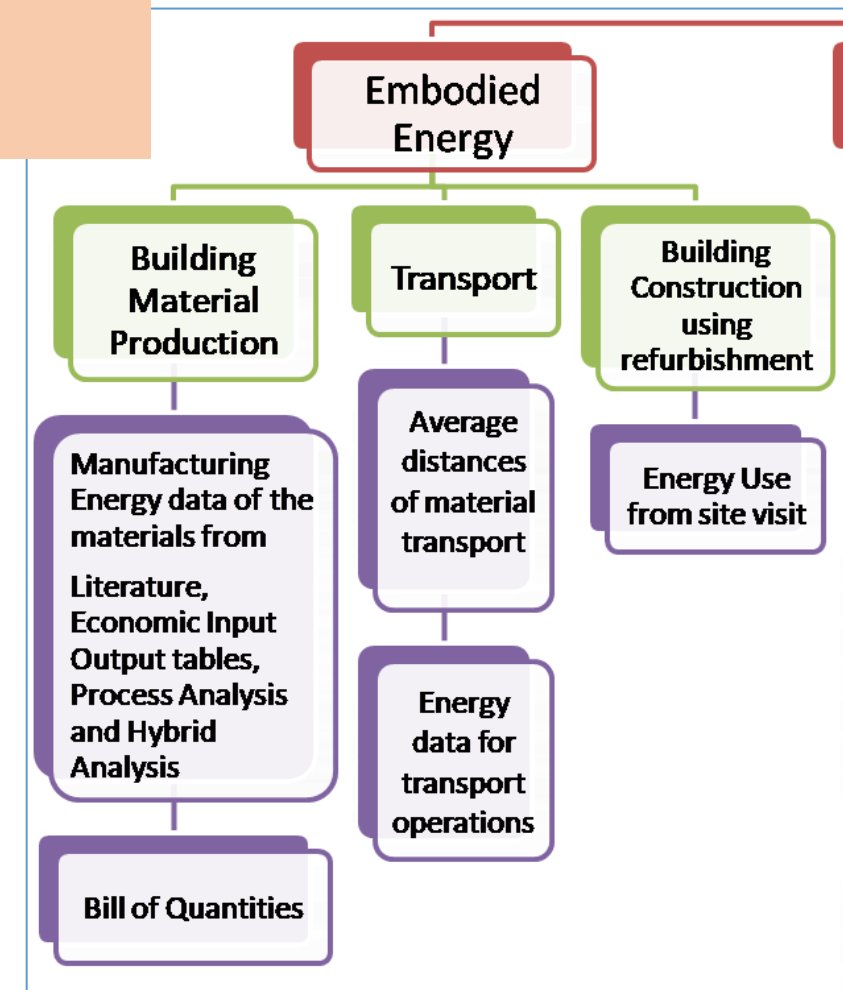 Embodied
Energy
Building
Material
Production
Transport
Building
Construction
using
refurbishment
Manufacturing
Energy data of the
materials from
Literature,
Economic Input
Output tables,
Process Analysis
and Hybrid
Analysis
Average
distances
of material
transport
Energy Use
from site visit
Energy
data for
transport
operations
Bill of Quantities